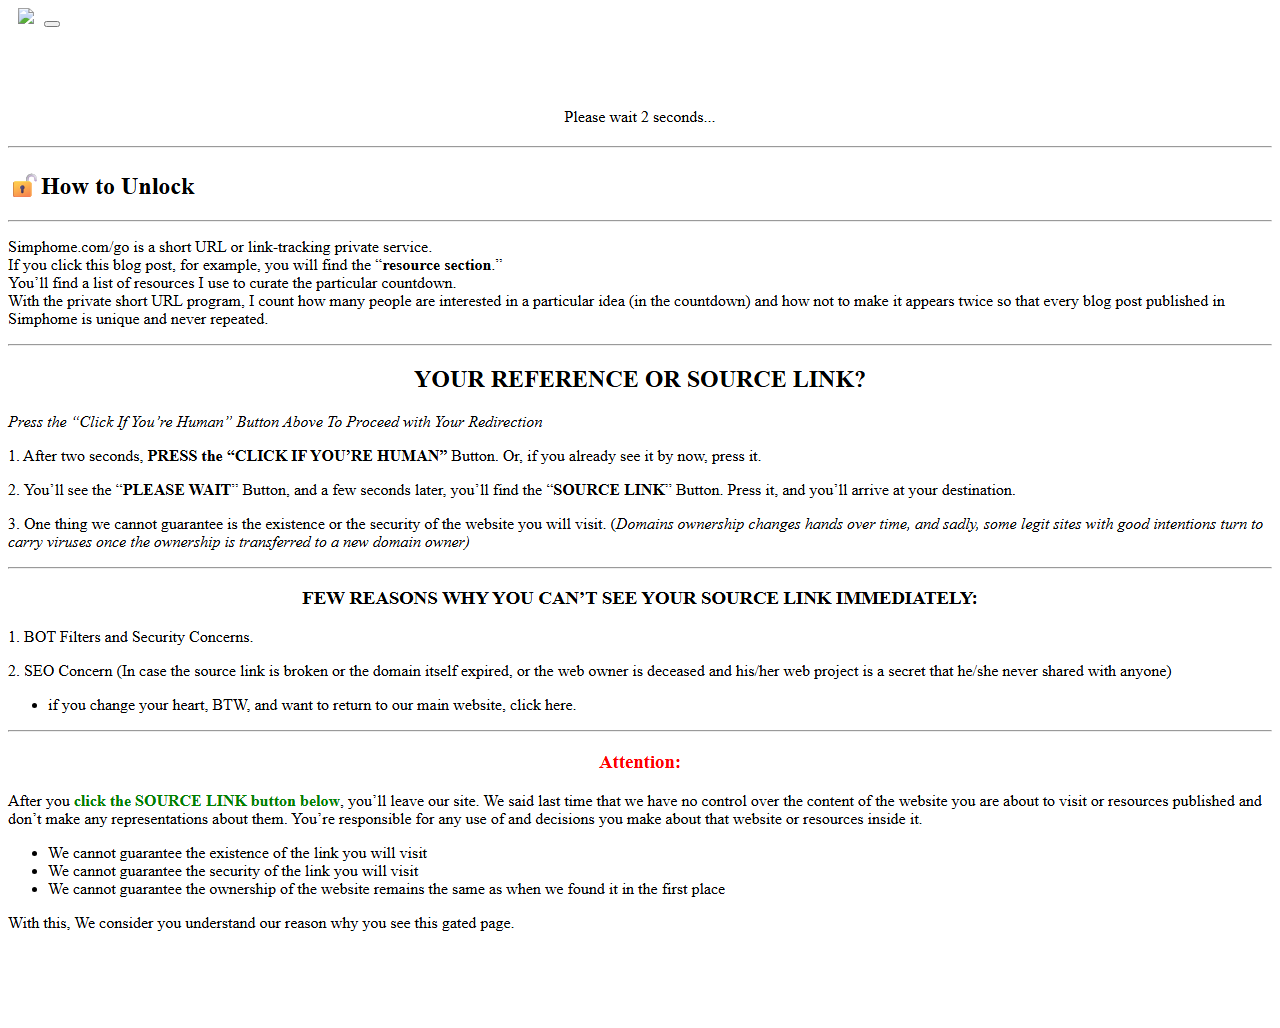 Please wait 2 seconds...
How to Unlock
Simphome.com/go is a short URL or link-tracking private service.
If you click this blog post, for example, you will find the “resource section.”
You’ll find a list of resources I use to curate the particular countdown.
With the private short URL program, I count how many people are interested in a particular idea (in the countdown) and how not to make it appears twice so that every blog post published in
Simphome is unique and never repeated.
YOUR REFERENCE OR SOURCE LINK?
Press the “Click If You’re Human” Button Above To Proceed with Your Redirection
1. After two seconds, PRESS the “CLICK IF YOU’RE HUMAN” Button. Or, if you already see it by now, press it.
2. You’ll see the “PLEASE WAIT” Button, and a few seconds later, you’ll find the “SOURCE LINK” Button. Press it, and you’ll arrive at your destination.
3. One thing we cannot guarantee is the existence or the security of the website you will visit. (Domains ownership changes hands over time, and sadly, some legit sites with good intentions turn to
carry viruses once the ownership is transferred to a new domain owner)
FEW REASONS WHY YOU CAN’T SEE YOUR SOURCE LINK IMMEDIATELY:
1. BOT Filters and Security Concerns.
2. SEO Concern (In case the source link is broken or the domain itself expired, or the web owner is deceased and his/her web project is a secret that he/she never shared with anyone)
• if you change your heart, BTW, and want to return to our main website, click here.
Attention:
After you click the SOURCE LINK button below, you’ll leave our site. We said last time that we have no control over the content of the website you are about to visit or resources published and
don’t make any representations about them. You’re responsible for any use of and decisions you make about that website or resources inside it.
• We cannot guarantee the existence of the link you will visit
• We cannot guarantee the security of the link you will visit
• We cannot guarantee the ownership of the website remains the same as when we found it in the first place
With this, We consider you understand our reason why you see this gated page.